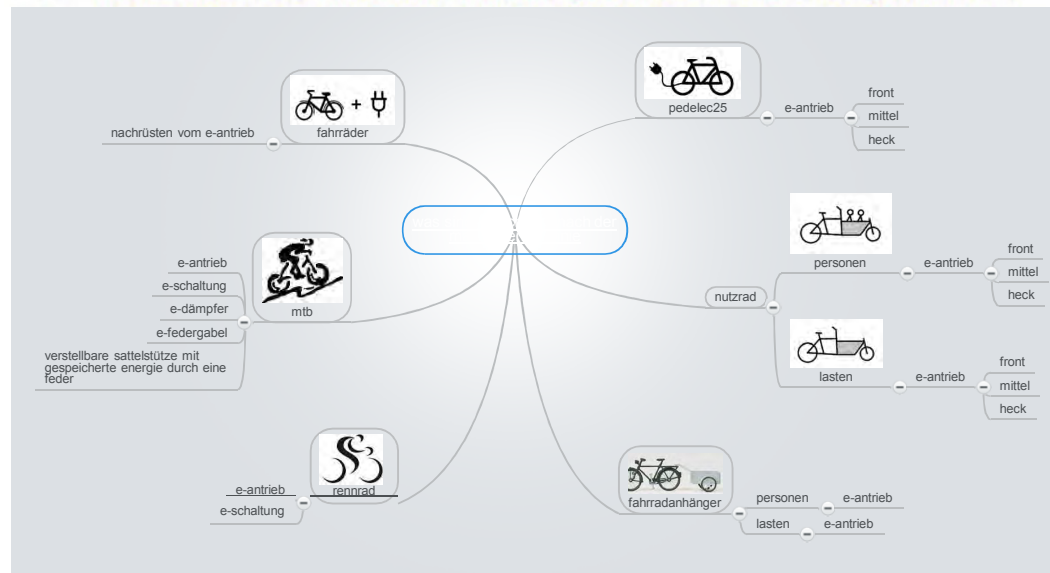 fahrräder
nachrüsten vom e-antrieb
pedelec25
e-antrieb
front
mittel
heck
mtb
e-antrieb
e-schaltung
e-dämpfer
e-federgabel
verstellbare sattelstütze mit
gespeicherte energie durch eine
feder
nutzrad
personen
e-antrieb
front
mittel
heck
lasten
e-antrieb
front
mittel
heck
rennrad
e-antrieb
e-schaltung
fahrradanhänger
personen
e-antrieb
lasten
e-antrieb